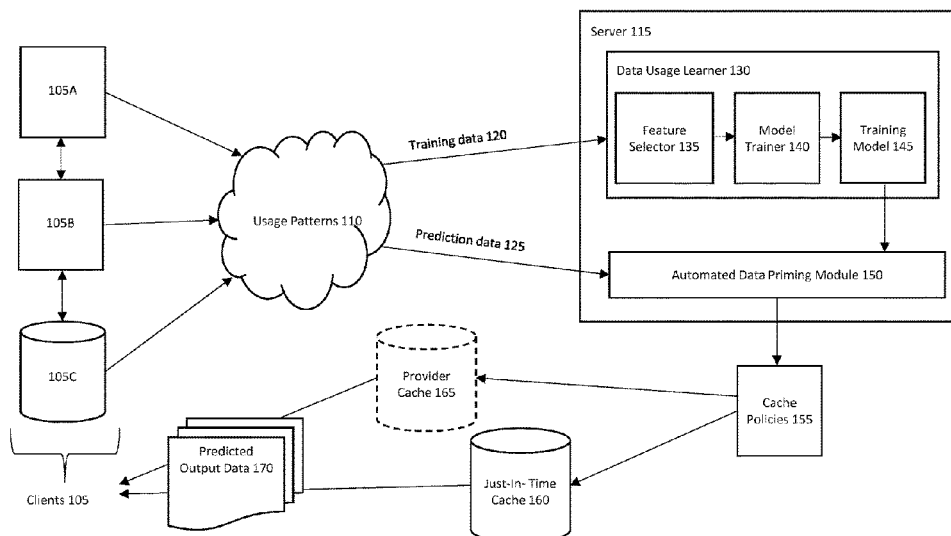 Server 115
Data Usage Learner 130
105A
Feature
Selector 135
Model
Trainer 140
Training
Model 145
Training data 120
105B
Usage Patterns 110
Prediction data 125
Automated Data Priming Module 150
105C
Provider
Cache 165
Cache
Policies 155
Predicted
Output Data 170
Just-In- Time
Cache 160
Clients 105